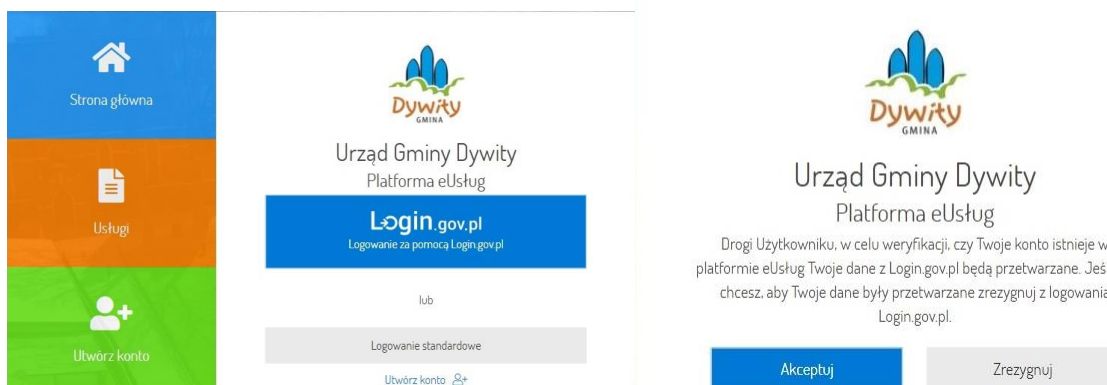 Strona główna
Usługi
Utwórz konto
Dywity
GMINA
Urząd Gminy Dywity
Platforma eUsług
Login.gov.pl
Logowanie za pomocą Login.gov.pl
lub
Logowanie standardowe
Utwórz konto
Dywity
GMINA
Urząd Gminy Dywity
Platforma eUsług
Drogi Użytkowniku, w celu weryfikacji, czy Twoje konto istnieje w
platformie eUsług Twoje dane z Login.gov.pl będą przetwarzane. Jeś
chcesz, aby Twoje dane były przetwarzane zrezygnuj z logowania
Login.gov.pl.
Akceptuj
Zrezygnuj